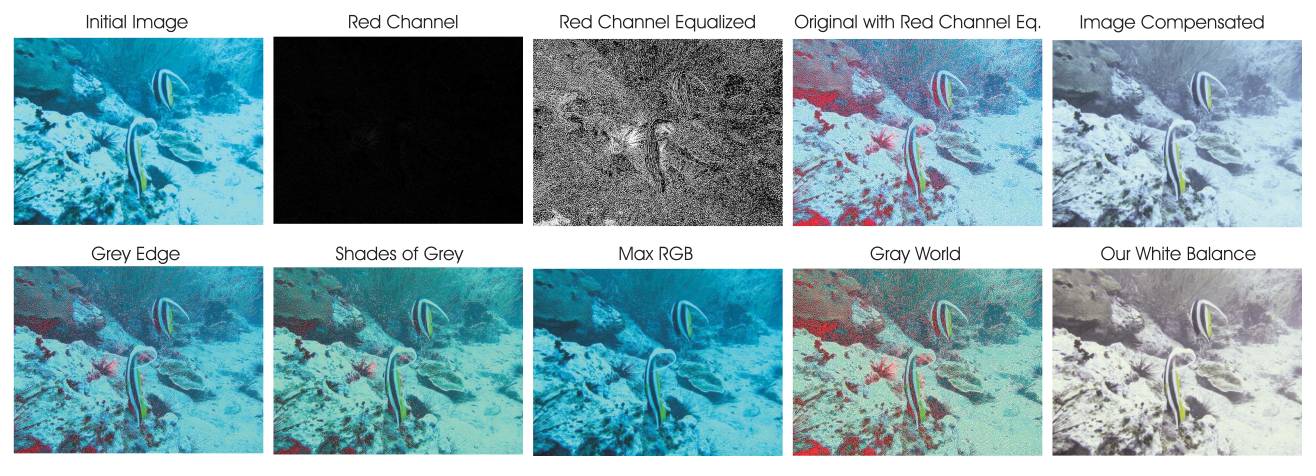 Initial Image
Red Channel
Red Channel Equalized
Original with Red Channel Eq.
Image Compensated
Grey Edge
Shades of Grey
Max RGB
Gray World
Our White Balance